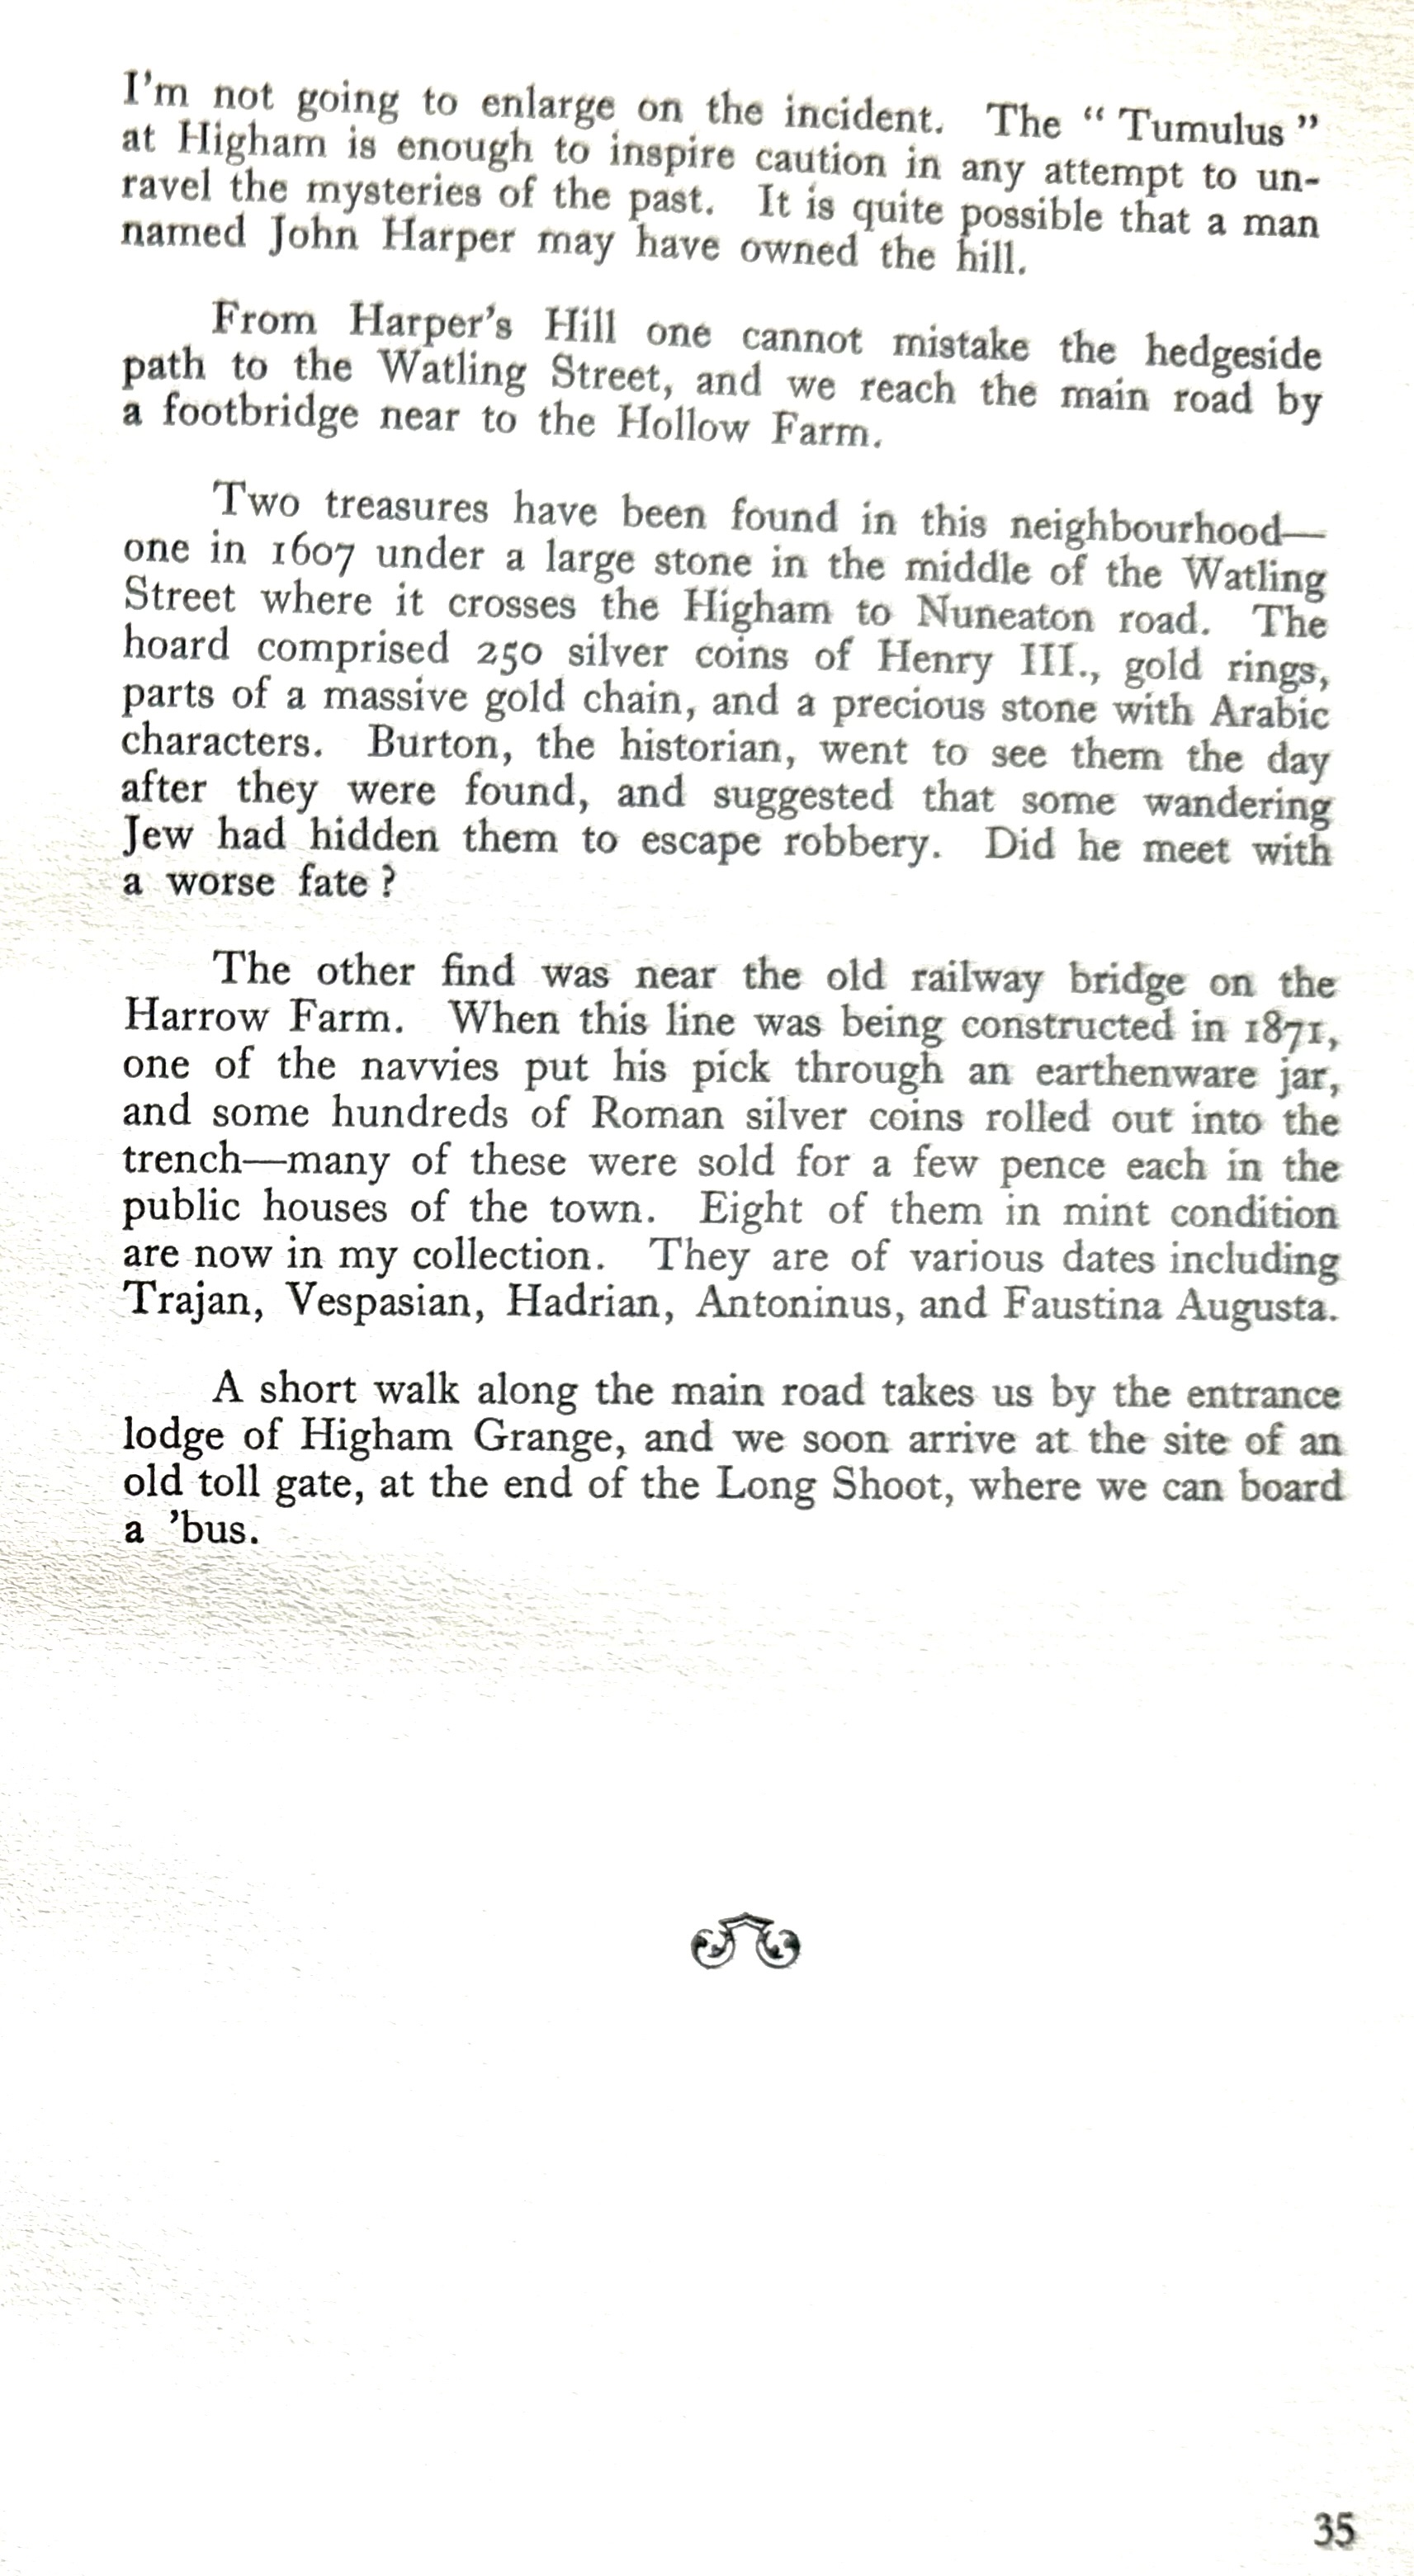 I'm not going to enlarge on the incident. The “ Tumulus ”
at Higham is enough to inspire caution in any attempt to un-
ravel the mysteries of the past. It is quite possible that a man
named John Harper may have owned the hill.
From Harper's Hill one cannot mistake the hedgeside
path to the Watling Street, and we reach the main road by
a footbridge near to the Hollow Farm.
Two treasures have been found in this neighbourhood—
one in 1607 under a large stone in the middle of the Watling
Street where it crosses the Higham to Nuneaton road. The
hoard comprised 250 silver coins of Henry III., gold rings,
parts of a massive gold chain, and a precious stone with Arabic
characters. Burton, the historian, went to see them the day
after they were found, and suggested that some wandering
Jew had hidden them to escape robbery. Did he meet with
a worse fate ?
The other find was near the old railway bridge on the
Harrow Farm. When this line was being constructed in 1871,
one of the navvies put his pick through an earthenware jar,
and some hundreds of Roman silver coins rolled out into the
trench—many of these were sold for a few pence each in the
public houses of the town. Eight of them in mint condition
are now in my collection. They are of various dates including
Trajan, Vespasian, Hadrian, Antoninus, and Faustina Augusta.
A short walk along the main road takes us by the entrance
lodge of Higham Grange, and we soon arrive at the site of an
old toll gate, at the end of the Long Shoot, where we can board
a ’bus.
35